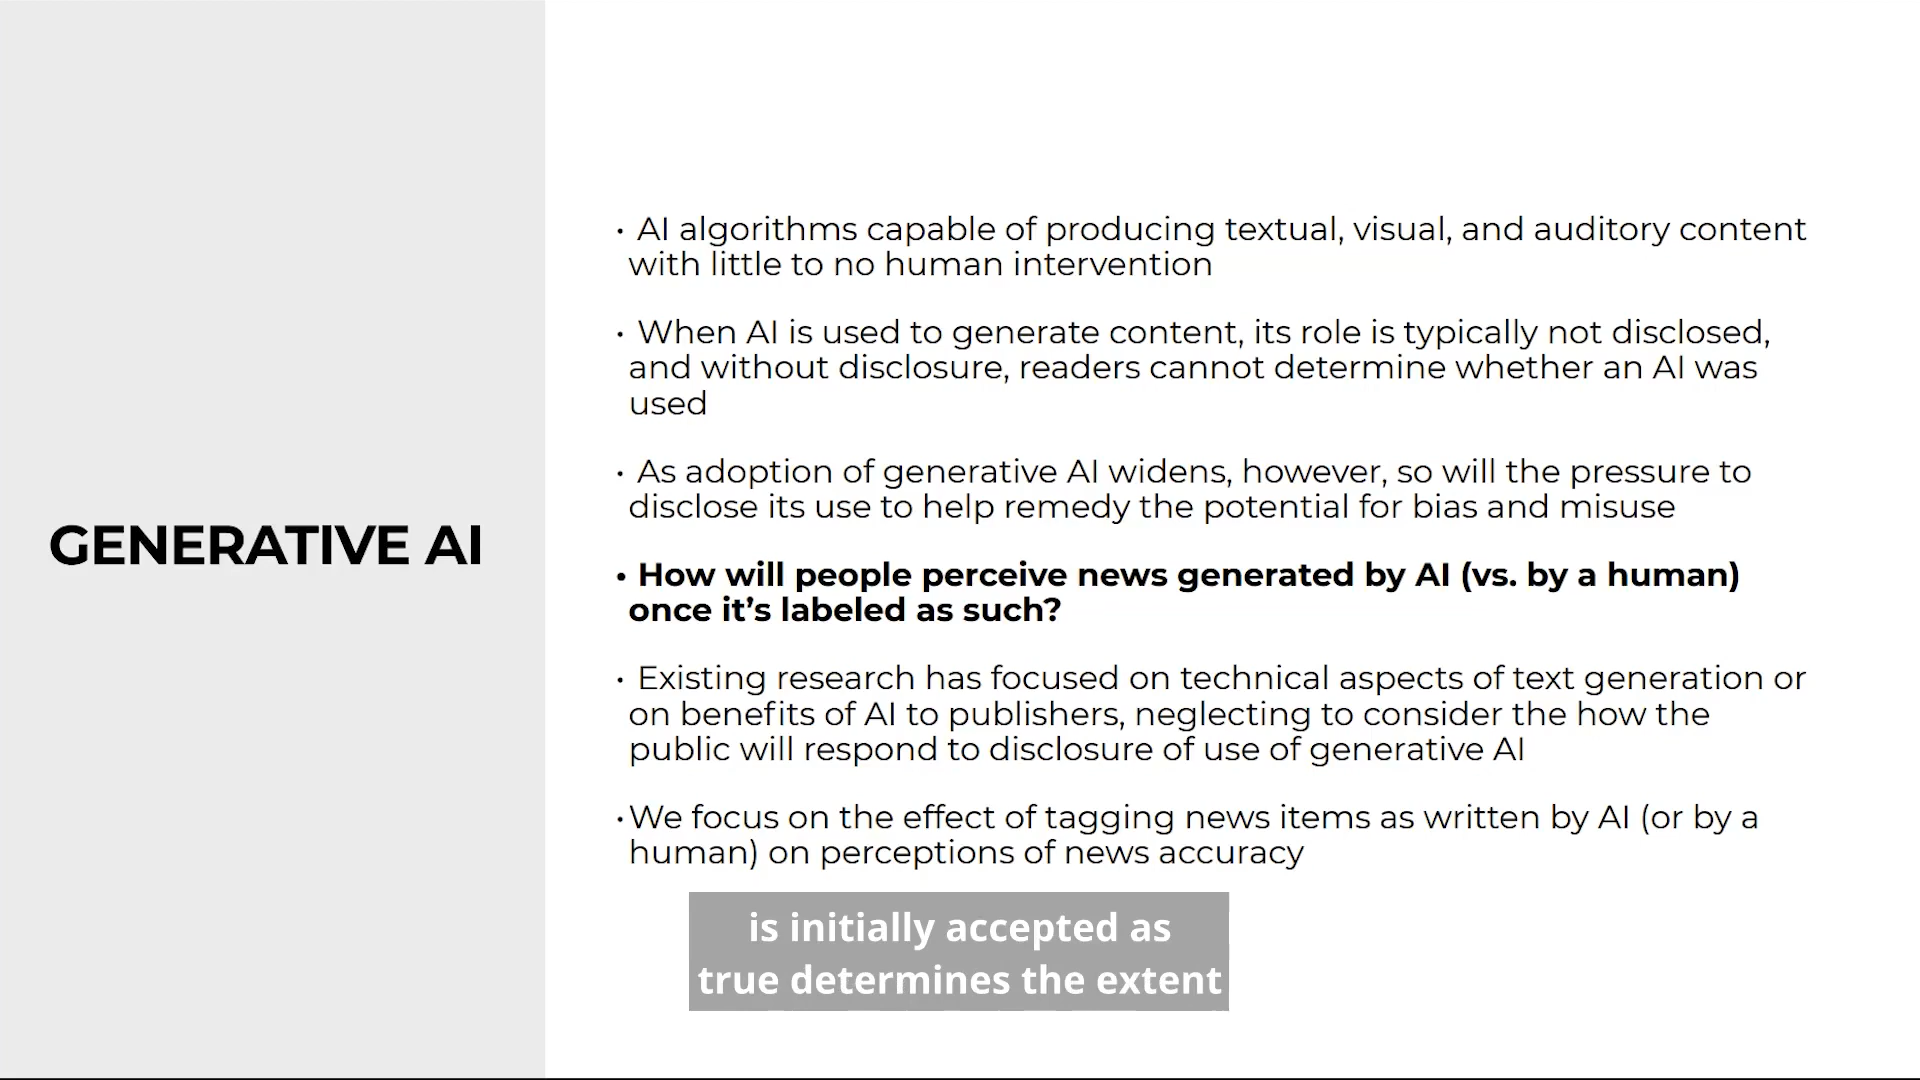 GENERATIVE AI
• AI algorithms capable of producing textual, visual, and auditory content
with little to no human intervention
• When AI is used to generate content, its role is typically not disclosed,
and without disclosure, readers cannot determine whether an AI was
used
• As adoption of generative AI widens, however, so will the pressure to
disclose its use to help remedy the potential for bias and misuse
• How will people perceive news generated by AI (vs. by a human)
once it’s labeled as such?
• Existing research has focused on technical aspects of text generation or
on benefits of AI to publishers, neglecting to consider the how the
public will respond to disclosure of use of generative AI
•We focus on the effect of tagging news items as written by AI (or by a
human) on perceptions of news accuracy
is initially accepted as
true determines the extent